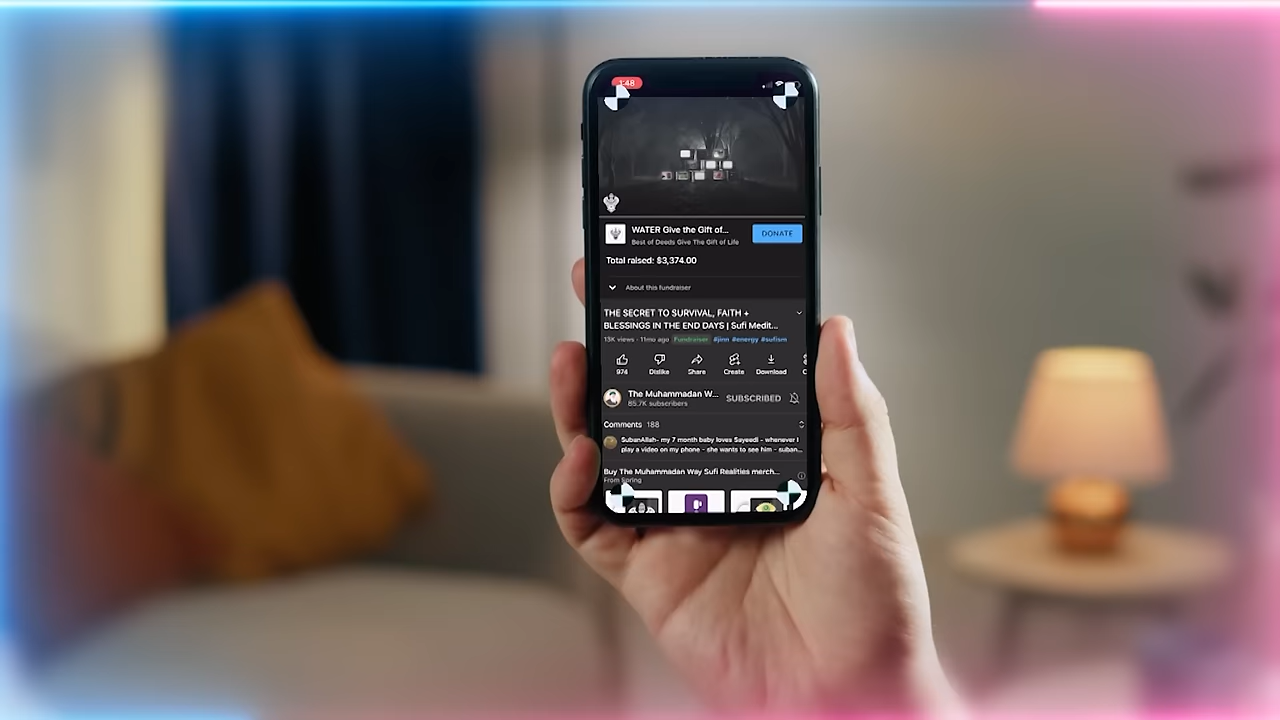 1:48
WATER Give the Gift of...
Best of Deeds Give The Gift of Life
DONATE
Total raised: $3,374.00
About this fundraiser
THE SECRET TO SURVIVAL, FAITH +
BLESSINGS IN THE END DAYS | Sufi Medit...
13K views · 11mo ago Fundraiser #jinn #energy #sufism
974 Dislike Share Create Download
The Muhammadan W...
85.7K subscribers
SUBSCRIBED
Comments 188
SubanAllah- my 7 month baby loves Sayeedi - whenever I
play a video on my phone - she wants to see him - suban...
Buy The Muhammadan Way Sufi Realities merch...
From Spring